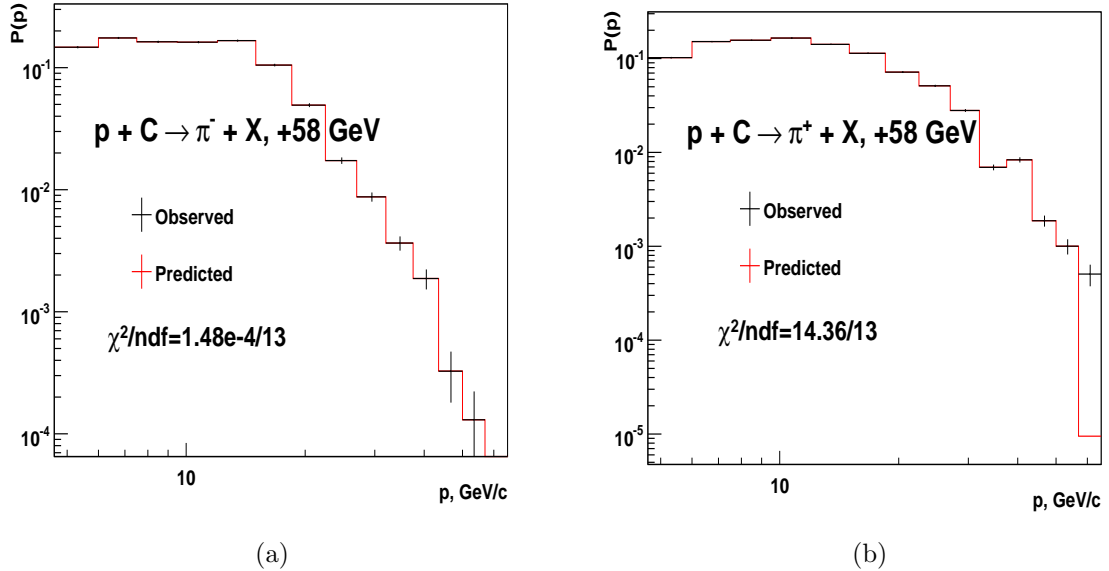 P(p)
10⁻¹
10⁻²
10⁻³
10⁻⁴
p + C → π⁻ + X, +58 GeV
Observed
Predicted
χ²/ndf=1.48e-4/13
10
p, GeV/c
(a)
P(p)
10⁻¹
10⁻²
10⁻³
10⁻⁴
10⁻⁵
p + C → π⁺ + X, +58 GeV
Observed
Predicted
χ²/ndf=14.36/13
10
p, GeV/c
(b)